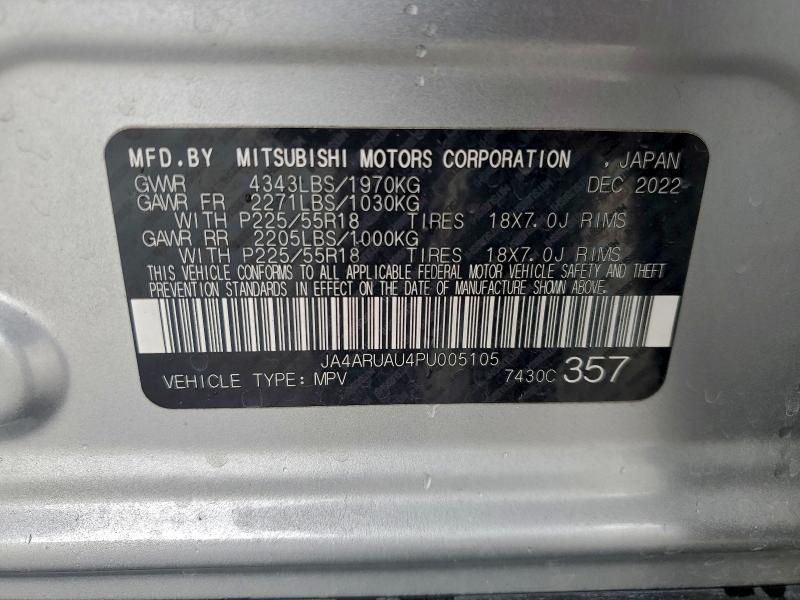 MFD.BY MITSUBISHI MOTORS CORPORATION , JAPAN
GVWR 4343LBS/1970KG DEC 2022
GAWR FR 2271LBS/1030KG
WITH P225/55R18 TIRES 18X7.0J RIMS
GAWR RR 2205LBS/1000KG
WITH P225/55R18 TIRES 18X7.0J RIMS
THIS VEHICLE CONFORMS TO ALL APPLICABLE FEDERAL MOTOR VEHICLE SAFETY AND THEFT
PREVENTION STANDARDS IN EFFECT ON THE DATE OF MANUFACTURE SHOWN ABOVE.
JA4ARUAU4PU005105
VEHICLE TYPE: MPV 7430C 357